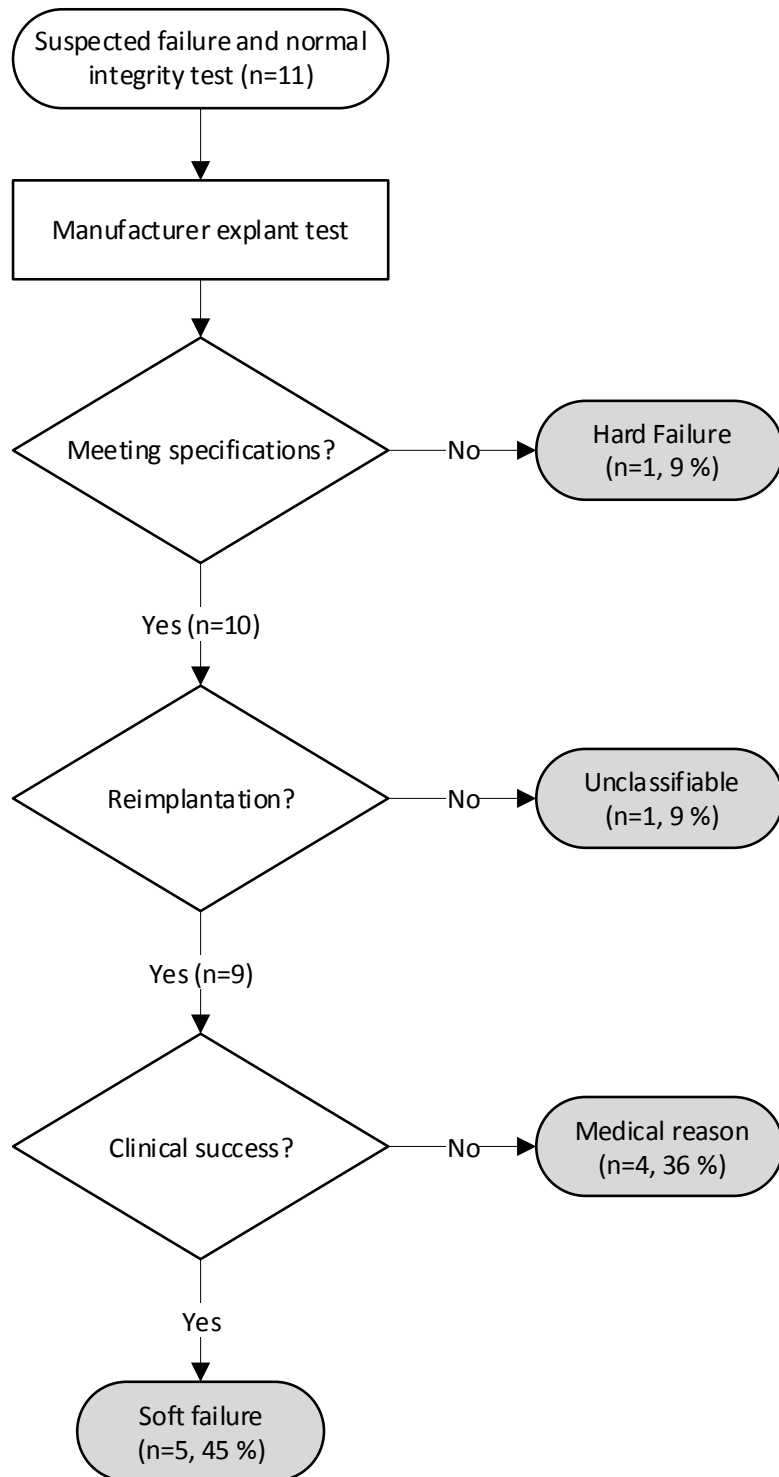 Suspected failure and normal
integrity test (n=11)
Manufacturer explant test
Meeting specifications?
No
Hard Failure
(n=1, 9 %)
Yes (n=10)
Reimplantation?
No
Unclassifiable
(n=1, 9 %)
Yes (n=9)
Clinical success?
No
Medical reason
(n=4, 36 %)
Yes
Soft failure
(n=5, 45 %)